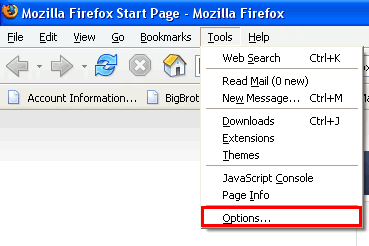 Mozilla Firefox Start Page - Mozilla Firefox
File Edit View Go Bookmarks Tools Help
Web Search Ctrl+K
Read Mail (0 new)
New Message... Ctrl+M
Account Information... BigBrot
Downloads Ctrl+J
Extensions
Themes
JavaScript Console
Page Info
Options...